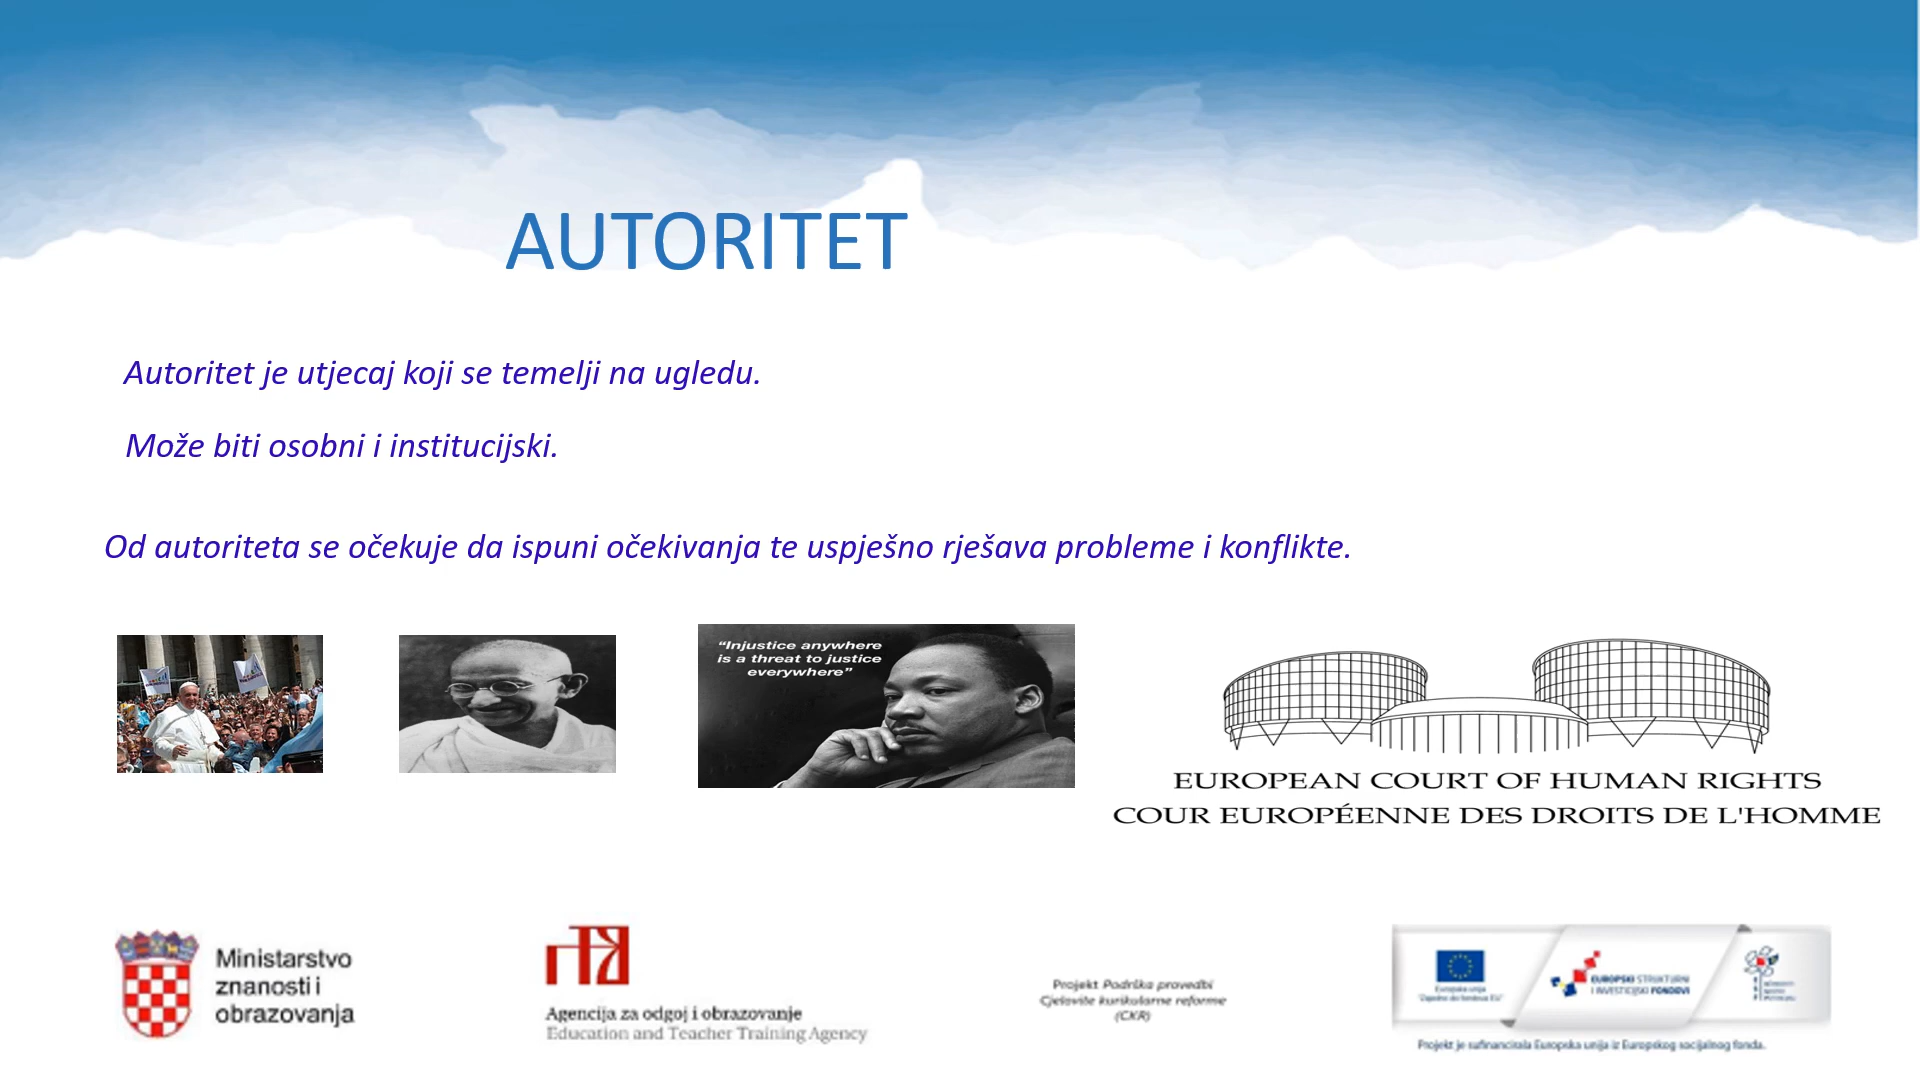 AUTORITET
Autoritet je utjecaj koji se temelji na ugledu.
Može biti osobni i institucijski.
Od autoriteta se očekuje da ispuni očekivanja te uspješno rješava probleme i konflikte.
“Injustice anywhere
is a threat to justice
everywhere”
EUROPEAN COURT OF HUMAN RIGHTS
COUR EUROPÉENNE DES DROITS DE L'HOMME
Ministarstvo
znanosti i
obrazovanja
Agencija za odgoj i obrazovanje
Education and Teacher Training Agency
Projekt Podrška provedbi
Cjelovite kurikularne reforme
(CKR)
Europska unija
EUROPSKI STRUKTURNI
I INVESTICIJSKI FONDOVI
Projekt je sufinancirala Europska unija iz Europskog socijalnog fonda.